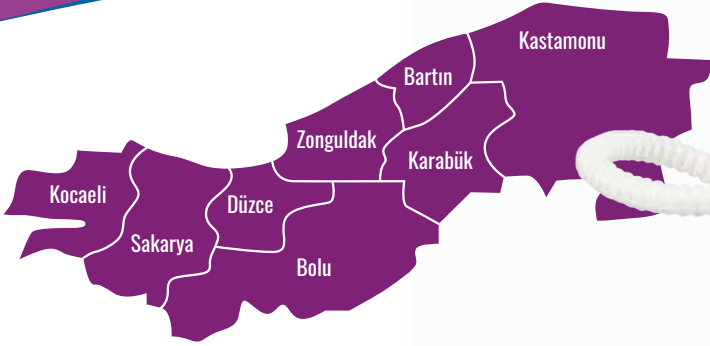 Kastamonu
Bartın
Zonguldak
Karabük
Kocaeli
Düzce
Sakarya
Bolu